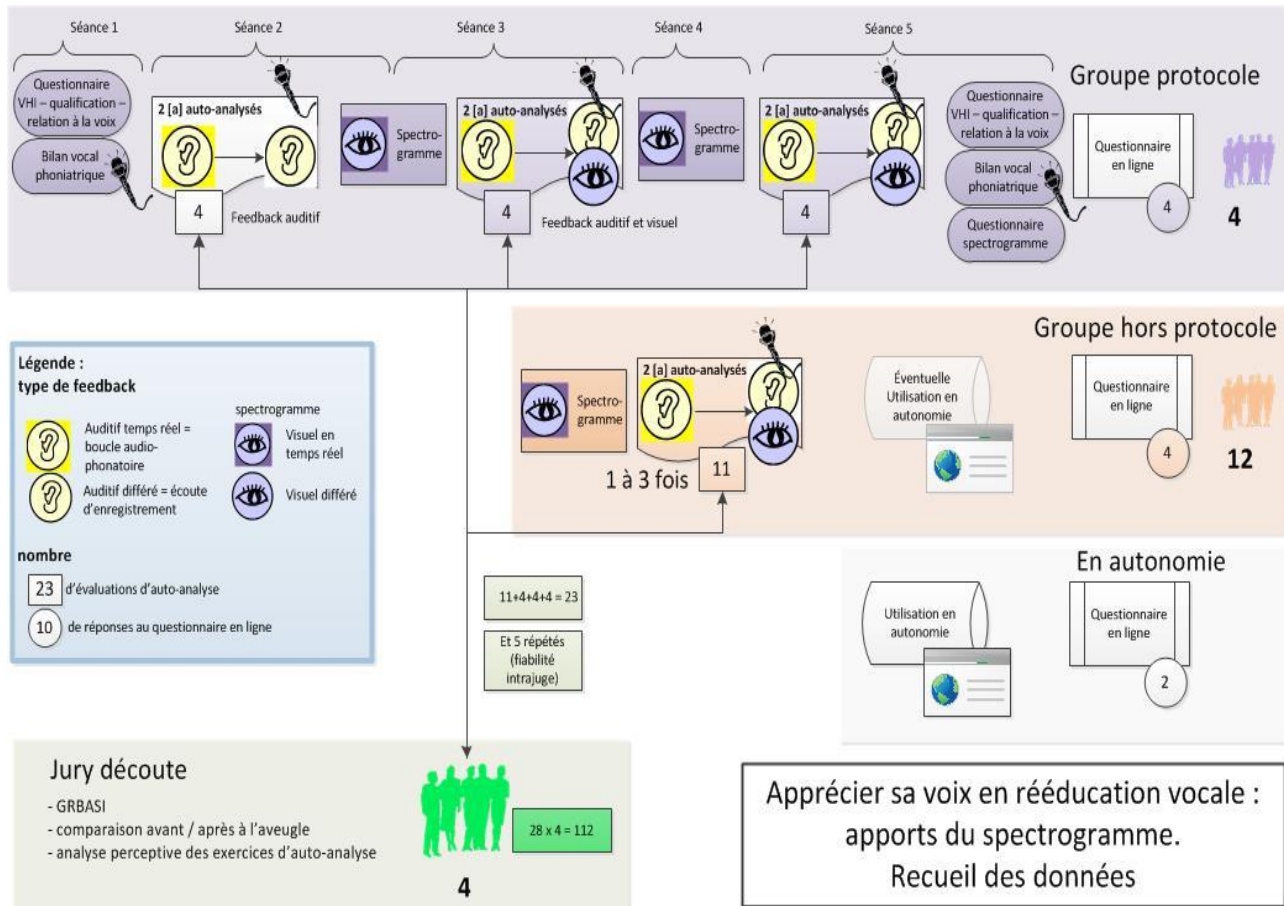 Séance 1
Séance 2
Séance 3
Séance 4
Séance 5
Groupe protocole
Questionnaire
VHI – qualification –
relation à la voix
Bilan vocal
phoniatrique
2 [a] auto-analysés
4
Feedback auditif
Spectro-
gramme
2 [a] auto-analysés
4
Feedback auditif et visuel
Spectro-
gramme
2 [a] auto-analysés
4
Questionnaire
VHI – qualification –
relation à la voix
Bilan vocal
phoniatrique
Questionnaire
spectrogramme
Questionnaire
en ligne
4
4
Groupe hors protocole
Spectro-
gramme
2 [a] auto-analysés
1 à 3 fois
11
Éventuelle
Utilisation en
autonomie
Questionnaire
en ligne
4
12
Légende :
type de feedback
Auditif temps réel =
boucle audio-
phonatoire
Auditif différé = écoute
d'enregistrement
spectrogramme
Visuel en
temps réel
Visuel différé
nombre
23 d'évaluations d'auto-analyse
10 de réponses au questionnaire en ligne
11+4+4+4 = 23
Et 5 répétés
(fiabilité
intrajuge)
En autonomie
Utilisation en
autonomie
Questionnaire
en ligne
2
Jury découte
- GRBASI
- comparaison avant / après à l'aveugle
- analyse perceptive des exercices d'auto-analyse
28 x 4 = 112
4
Apprécier sa voix en rééducation vocale :
apports du spectrogramme.
Recueil des données